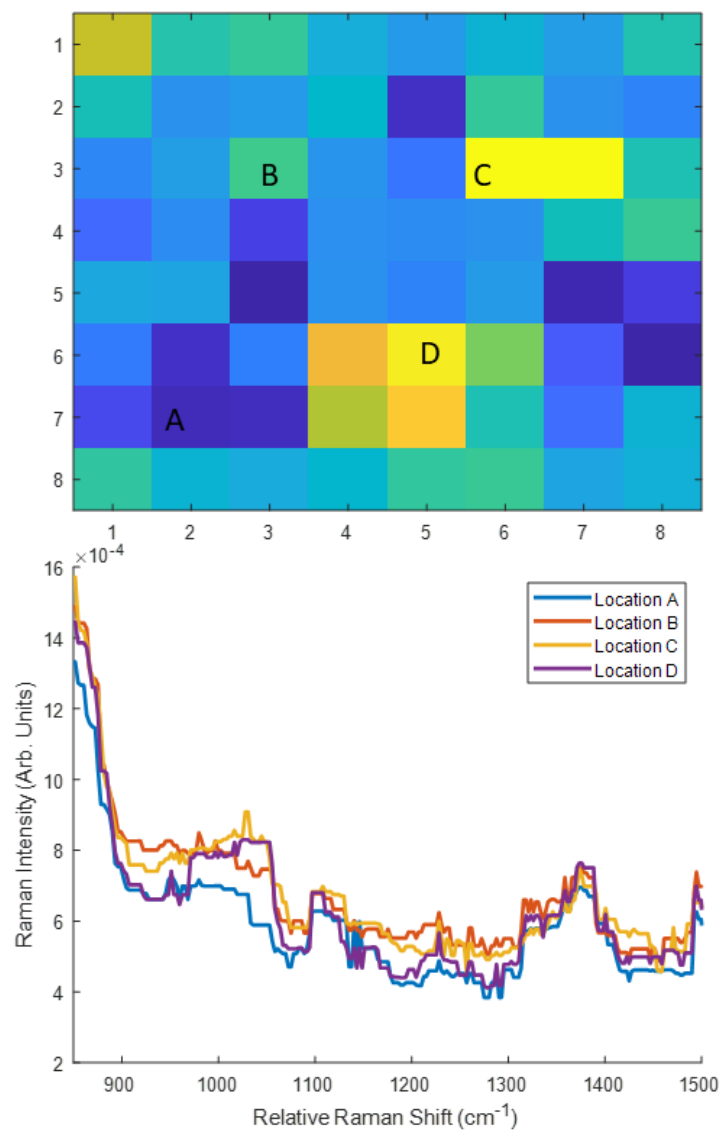 1
2
3 B C
4
5
6 D
7 A
8
1 2 3 4 5 6 7 8
×10⁻⁴
16
14
12
10
8
6
4
2
Raman Intensity (Arb. Units)
Location A
Location B
Location C
Location D
900 1000 1100 1200 1300 1400 1500
Relative Raman Shift (cm⁻¹)